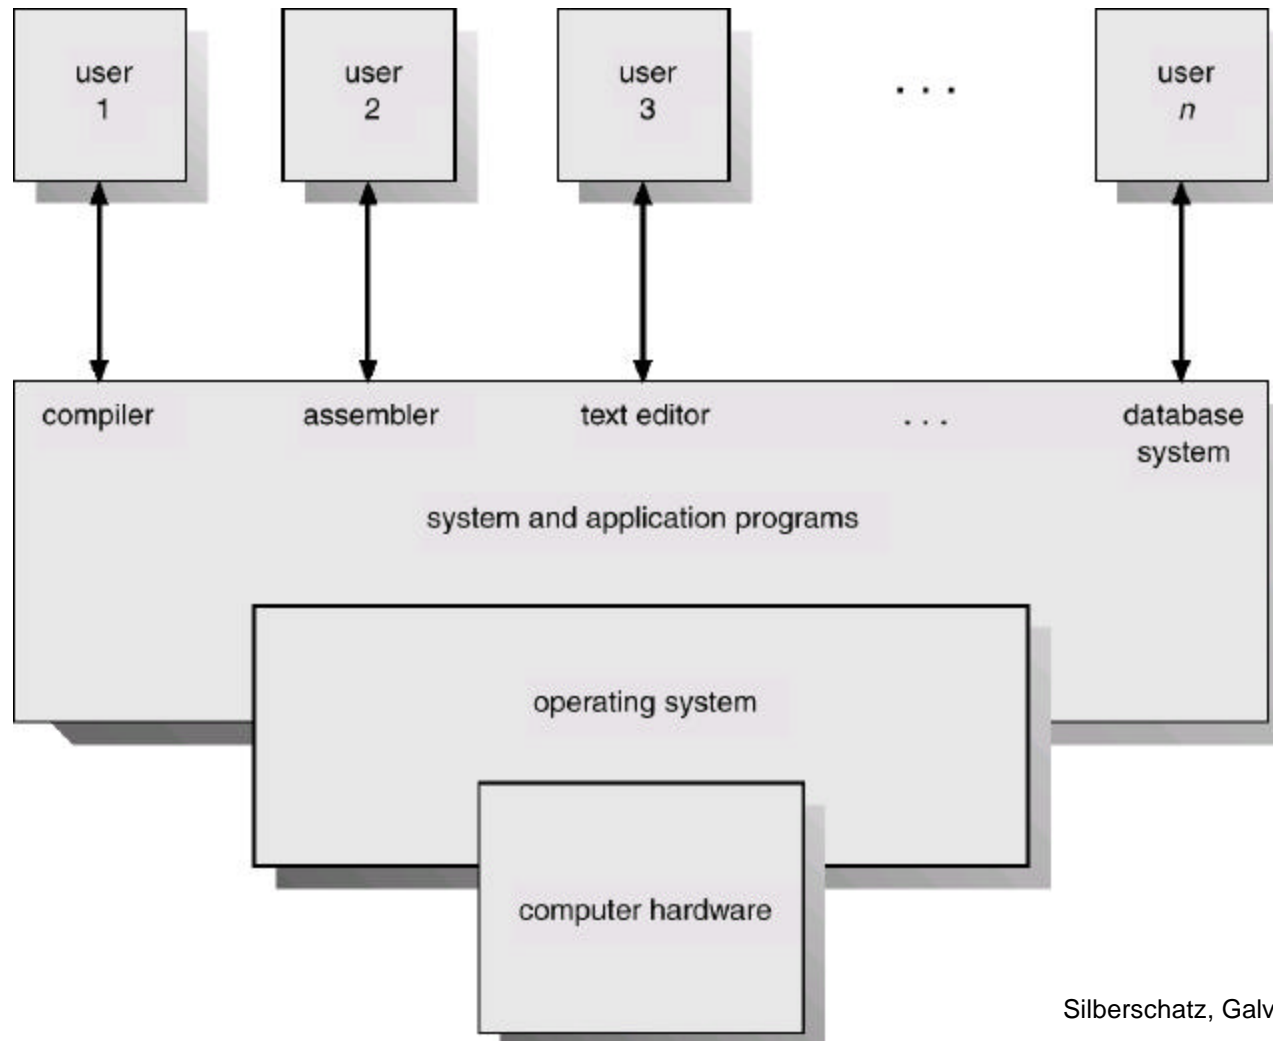 user
1
user
2
user
3
. . .
user
n
compiler
assembler
text editor
. . .
database
system
system and application programs
operating system
computer hardware
Silberschatz, Galv